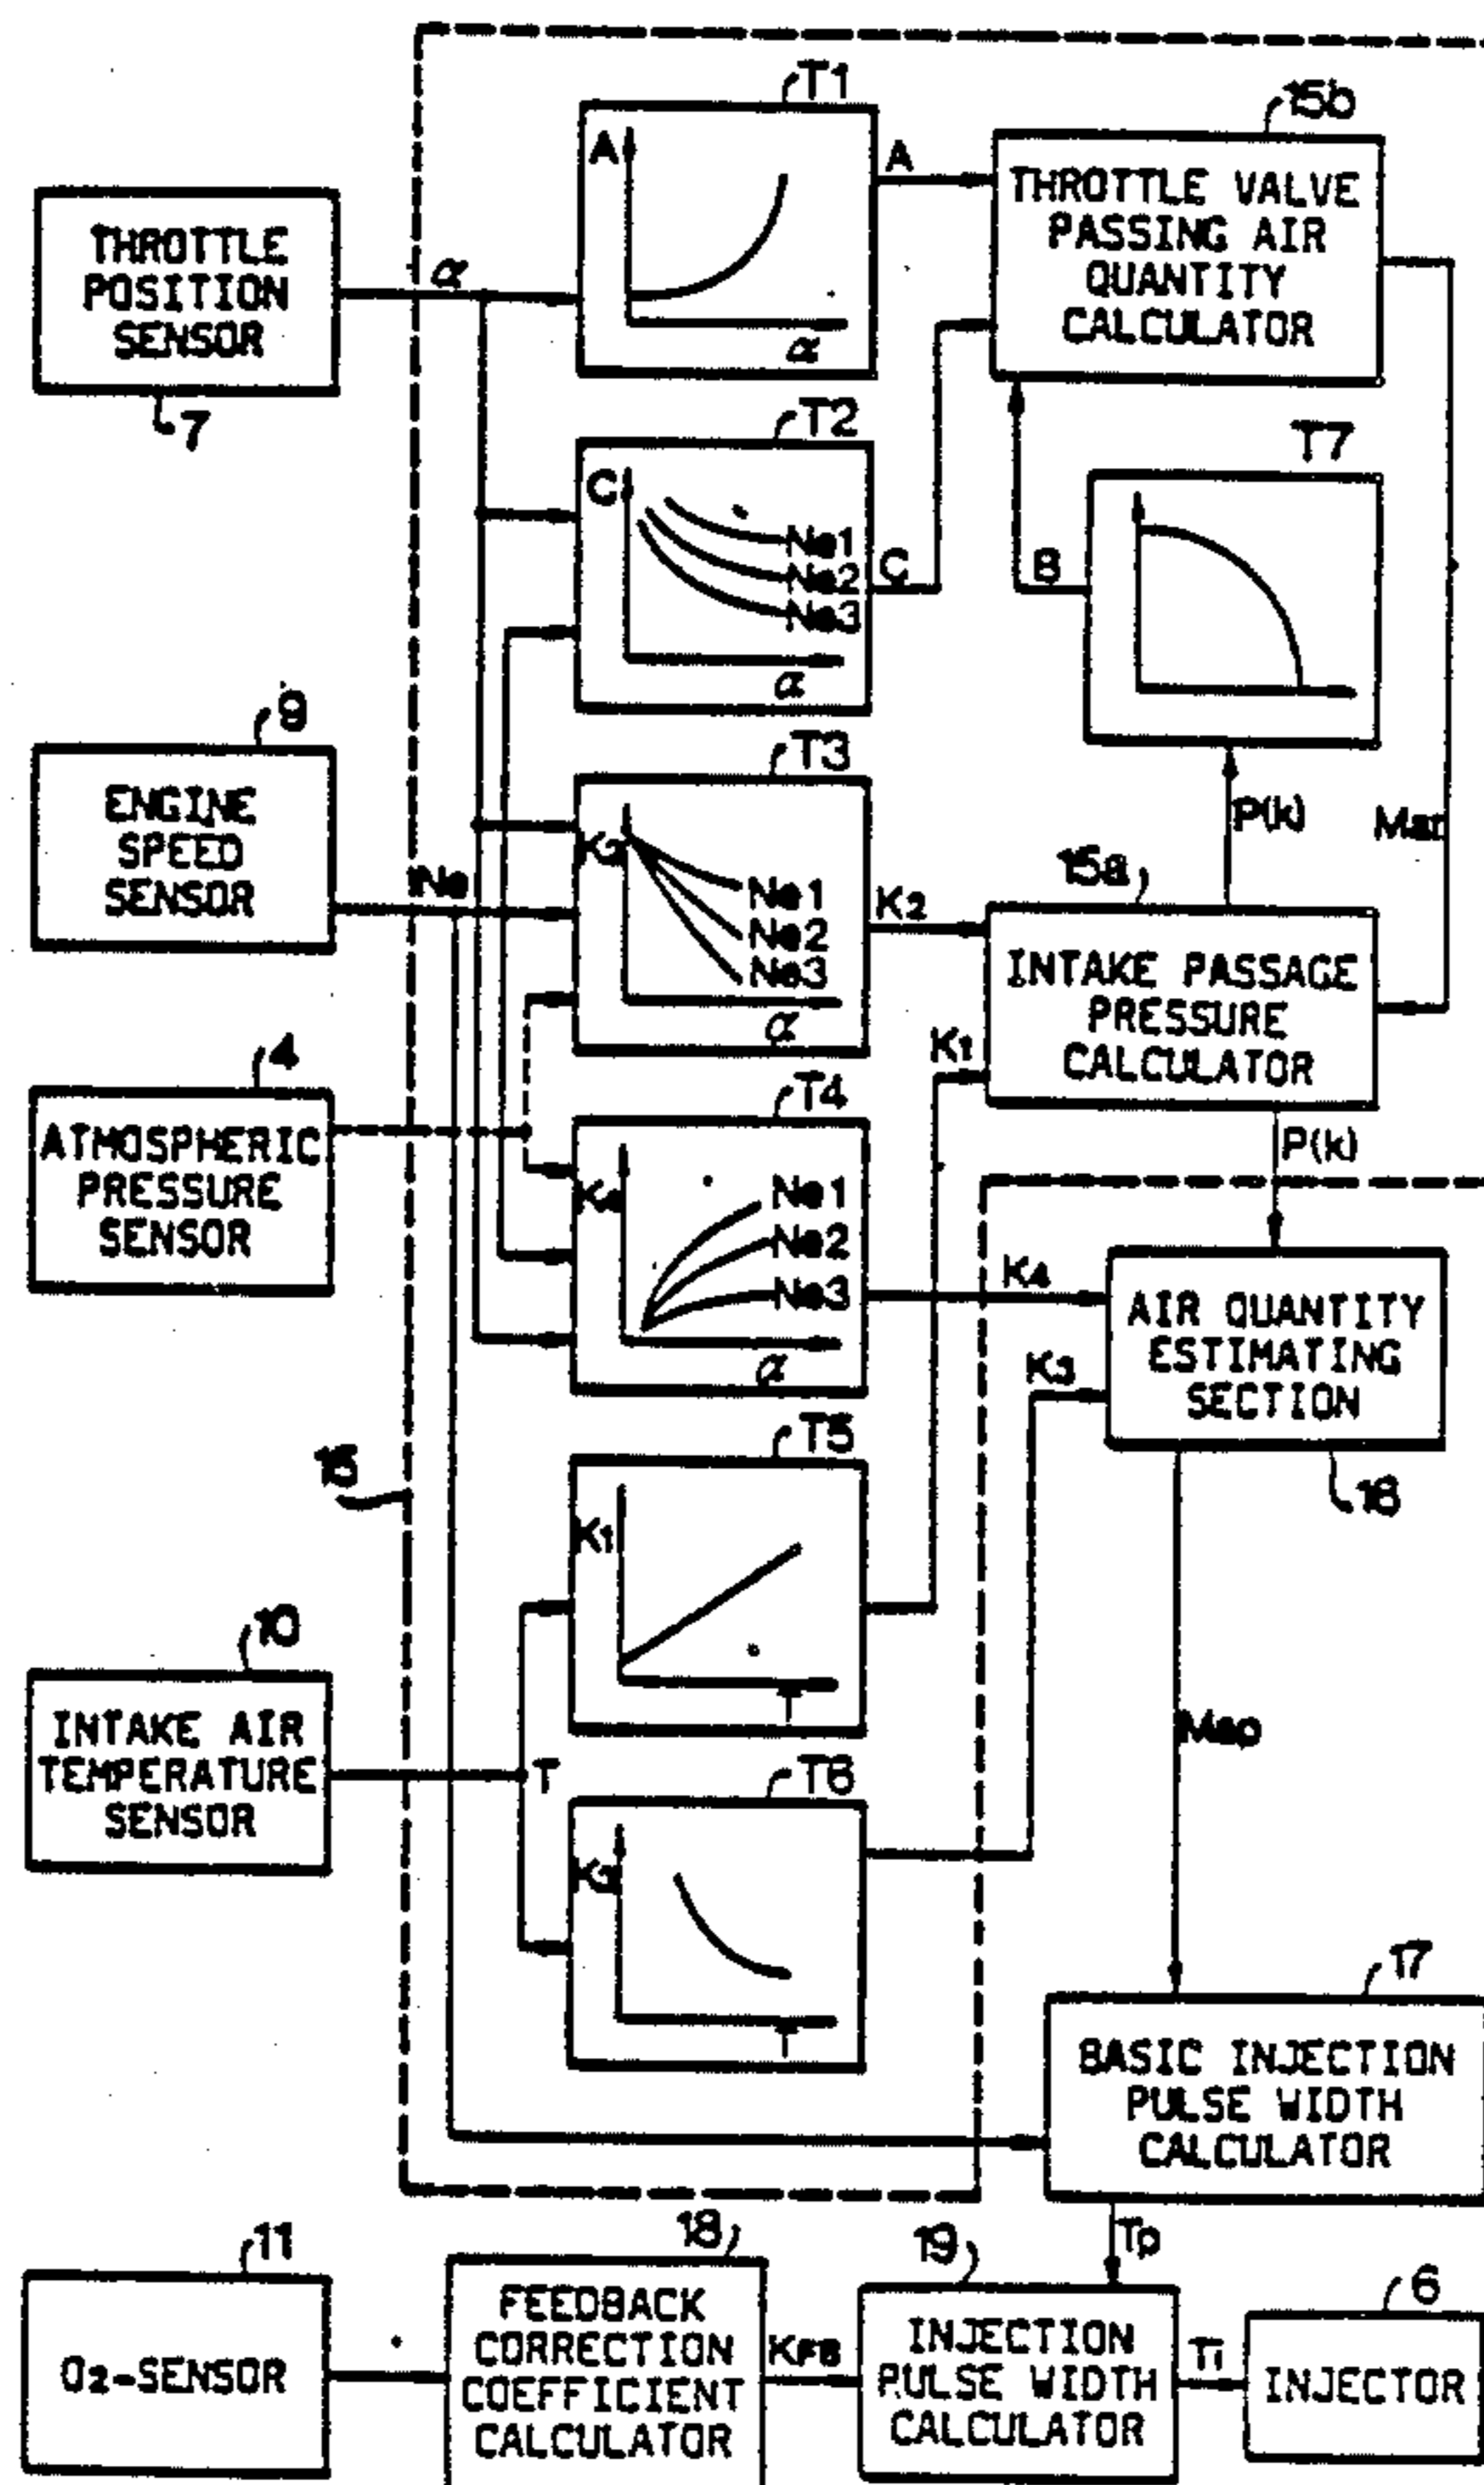 T1
A
α
A
15b
THROTTLE VALVE
PASSING AIR
QUANTITY
CALCULATOR
THROTTLE
POSITION
SENSOR
7
α
T2
C
Ne1
Ne2
Ne3
α
C
T7
B
9
ENGINE
SPEED
SENSOR
Ne
T3
K2
Ne1
Ne2
Ne3
α
K2
P(k)
Mar
15a
INTAKE PASSAGE
PRESSURE
CALCULATOR
K1
4
ATMOSPHERIC
PRESSURE
SENSOR
T4
K4
Ne1
Ne2
Ne3
α
P(k)
K4
K3
AIR QUANTITY
ESTIMATING
SECTION
16
15
T5
K1
T
10
INTAKE AIR
TEMPERATURE
SENSOR
T
T6
K3
T
Map
17
BASIC INJECTION
PULSE WIDTH
CALCULATOR
Tp
11
O2-SENSOR
18
FEEDBACK
CORRECTION
COEFFICIENT
CALCULATOR
KFB
19
INJECTION
PULSE WIDTH
CALCULATOR
Ti
6
INJECTOR